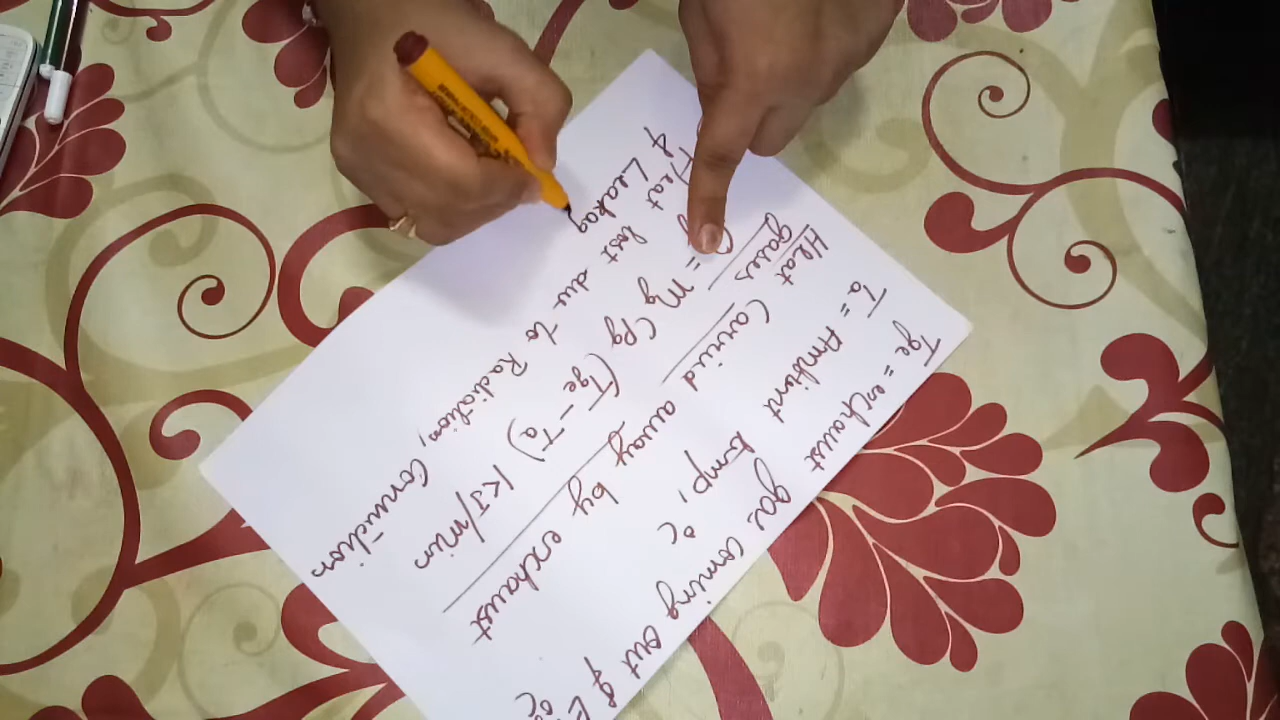 Tge = exhaust gas coming out of
°C
Ta = Ambient temp, °C
Heat Carried away by exhaust
gases
= mg CPg (Tge - Ta) KJ/min
Heat lost due to Radiation, Convection
& Leakag